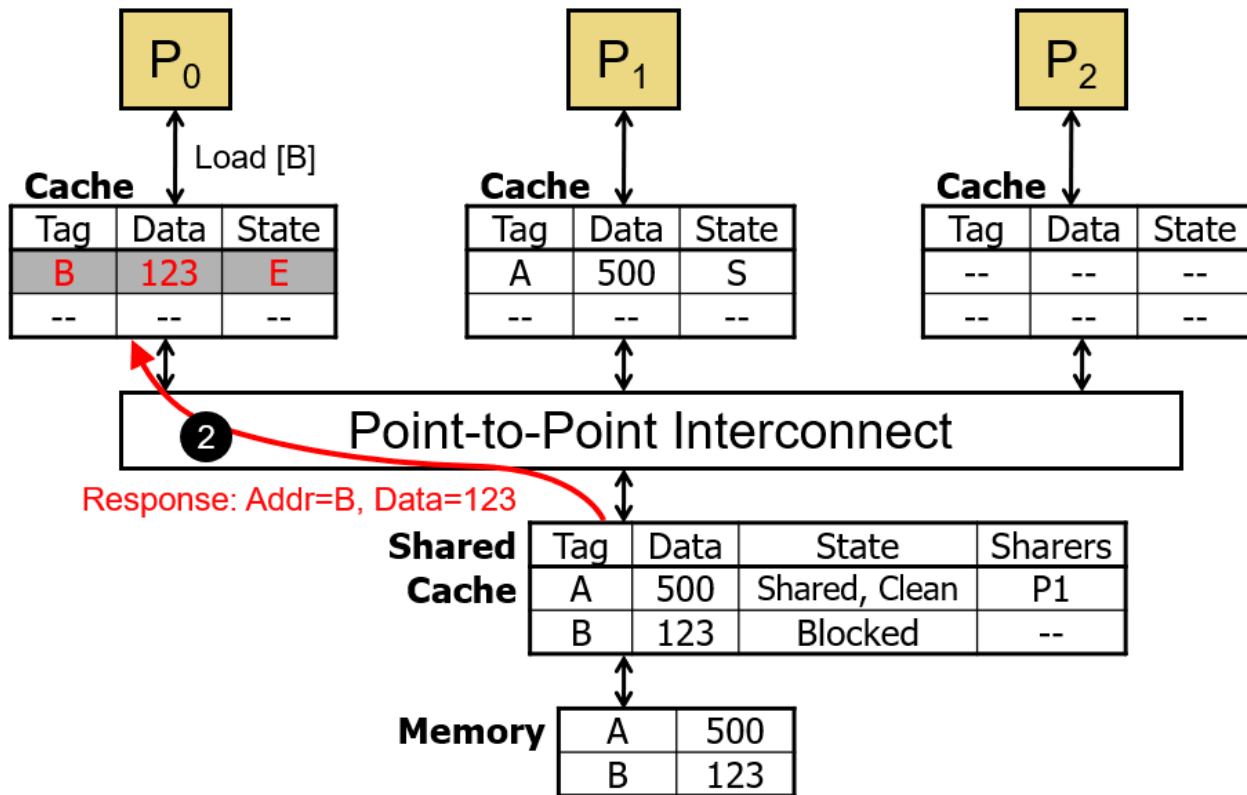 P0 P1 P2
Load [B]
Cache Cache Cache
Tag Data State Tag Data State Tag Data State
B 123 E A 500 S -- -- --
-- -- -- -- -- -- -- -- --
2 Point-to-Point Interconnect
Response: Addr=B, Data=123
Shared Tag Data State Sharers
Cache A 500 Shared, Clean P1
B 123 Blocked --
Memory A 500
B 123